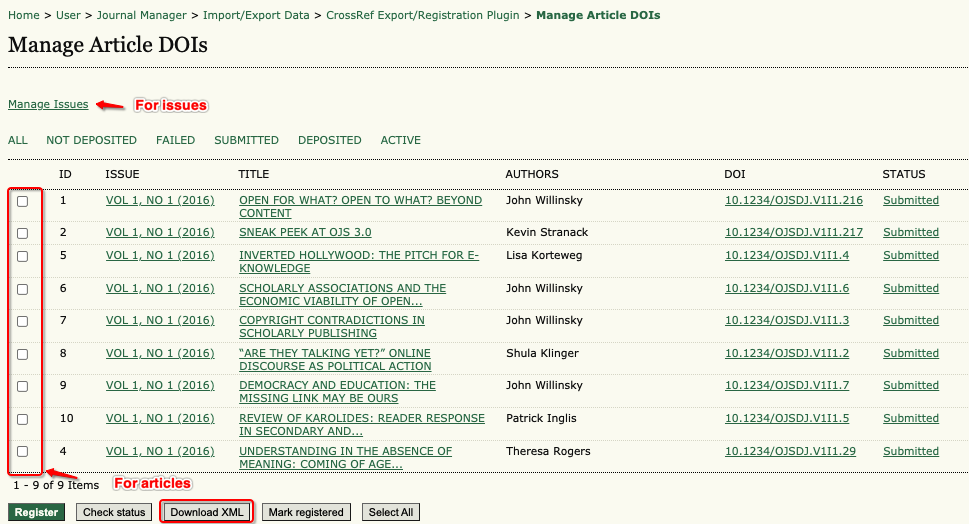 Home > User > Journal Manager > Import/Export Data > CrossRef Export/Registration Plugin > Manage Article DOIs
Manage Article DOIs
Manage Issues For issues
ALL NOT DEPOSITED FAILED SUBMITTED DEPOSITED ACTIVE
ID ISSUE TITLE AUTHORS DOI STATUS
1 VOL 1, NO 1 (2016) OPEN FOR WHAT? OPEN TO WHAT? BEYOND John Willinsky 10.1234/OJSDJ.V1I1.216 Submitted
CONTENT
2 VOL 1, NO 1 (2016) SNEAK PEEK AT OJS 3.0 Kevin Stranack 10.1234/OJSDJ.V1I1.217 Submitted
5 VOL 1, NO 1 (2016) INVERTED HOLLYWOOD: THE PITCH FOR E- Lisa Korteweg 10.1234/OJSDJ.V1I1.4 Submitted
KNOWLEDGE
6 VOL 1, NO 1 (2016) SCHOLARLY ASSOCIATIONS AND THE John Willinsky 10.1234/OJSDJ.V1I1.6 Submitted
ECONOMIC VIABILITY OF OPEN...
7 VOL 1, NO 1 (2016) COPYRIGHT CONTRADICTIONS IN John Willinsky 10.1234/OJSDJ.V1I1.3 Submitted
SCHOLARLY PUBLISHING
8 VOL 1, NO 1 (2016) “ARE THEY TALKING YET?” ONLINE Shula Klinger 10.1234/OJSDJ.V1I1.2 Submitted
DISCOURSE AS POLITICAL ACTION
9 VOL 1, NO 1 (2016) DEMOCRACY AND EDUCATION: THE John Willinsky 10.1234/OJSDJ.V1I1.7 Submitted
MISSING LINK MAY BE OURS
10 VOL 1, NO 1 (2016) REVIEW OF KAROLIDES: READER RESPONSE Patrick Inglis 10.1234/OJSDJ.V1I1.5 Submitted
IN SECONDARY AND...
4 VOL 1, NO 1 (2016) UNDERSTANDING IN THE ABSENCE OF Theresa Rogers 10.1234/OJSDJ.V1I1.29 Submitted
MEANING: COMING OF AGE...
1 - 9 of 9 Items For articles
Register Check status Download XML Mark registered Select All